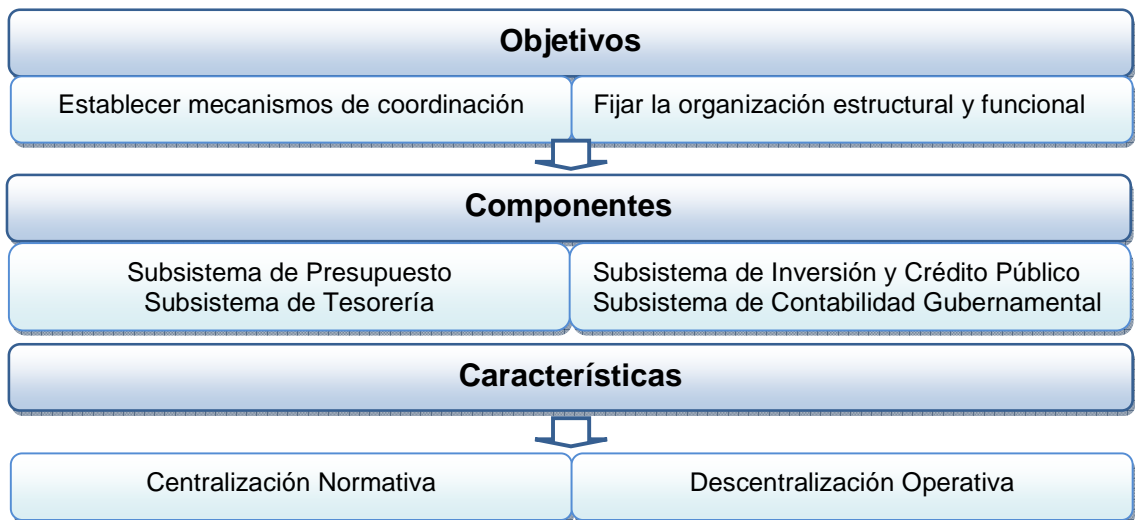 Objetivos
Establecer mecanismos de coordinación
Fijar la organización estructural y funcional
Componentes
Subsistema de Presupuesto
Subsistema de Tesorería
Subsistema de Inversión y Crédito Público
Subsistema de Contabilidad Gubernamental
Características
Centralización Normativa
Descentralización Operativa